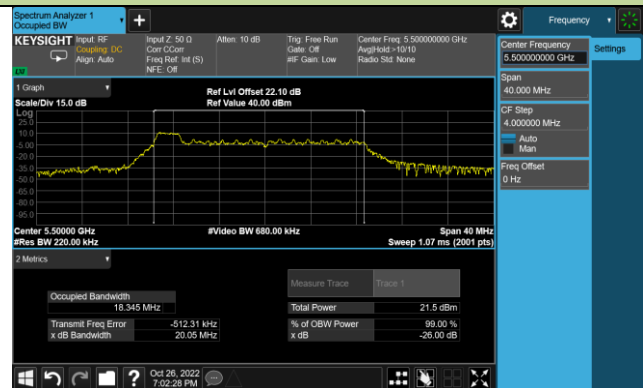 Spectrum Analyzer 1
Occupied BW
Frequency
KEYSIGHT
Input: RF
Coupling: DC
Align: Auto
Input Z: 50 Ω
Corr CCorr
Freq Ref: Int (S)
NFE: Off
Atten: 10 dB
Trig: Free Run
Gate: Off
#IF Gain: Low
Center Freq: 5.500000000 GHz
Avg|Hold:>10/10
Radio Std: None
Center Frequency
5.500000000 GHz
Settings
Span
40.000 MHz
CF Step
4.000000 MHz
Auto
Man
Freq Offset
0 Hz
1 Graph
Scale/Div 15.0 dB
Ref Lvl Offset 22.10 dB
Ref Value 40.00 dBm
Log
25.0
10.0
-5.00
-20.0
-35.0
-50.0
-65.0
-80.0
-95.0
Center 5.50000 GHz
#Res BW 220.00 kHz
#Video BW 680.00 kHz
Span 40 MHz
Sweep 1.07 ms (2001 pts)
2 Metrics
Measure Trace
Trace 1
Occupied Bandwidth
18.345 MHz
Total Power
21.5 dBm
Transmit Freq Error
-512.31 kHz
% of OBW Power
99.00 %
x dB Bandwidth
20.05 MHz
x dB
-26.00 dB
Oct 26, 2022
7:02:28 PM